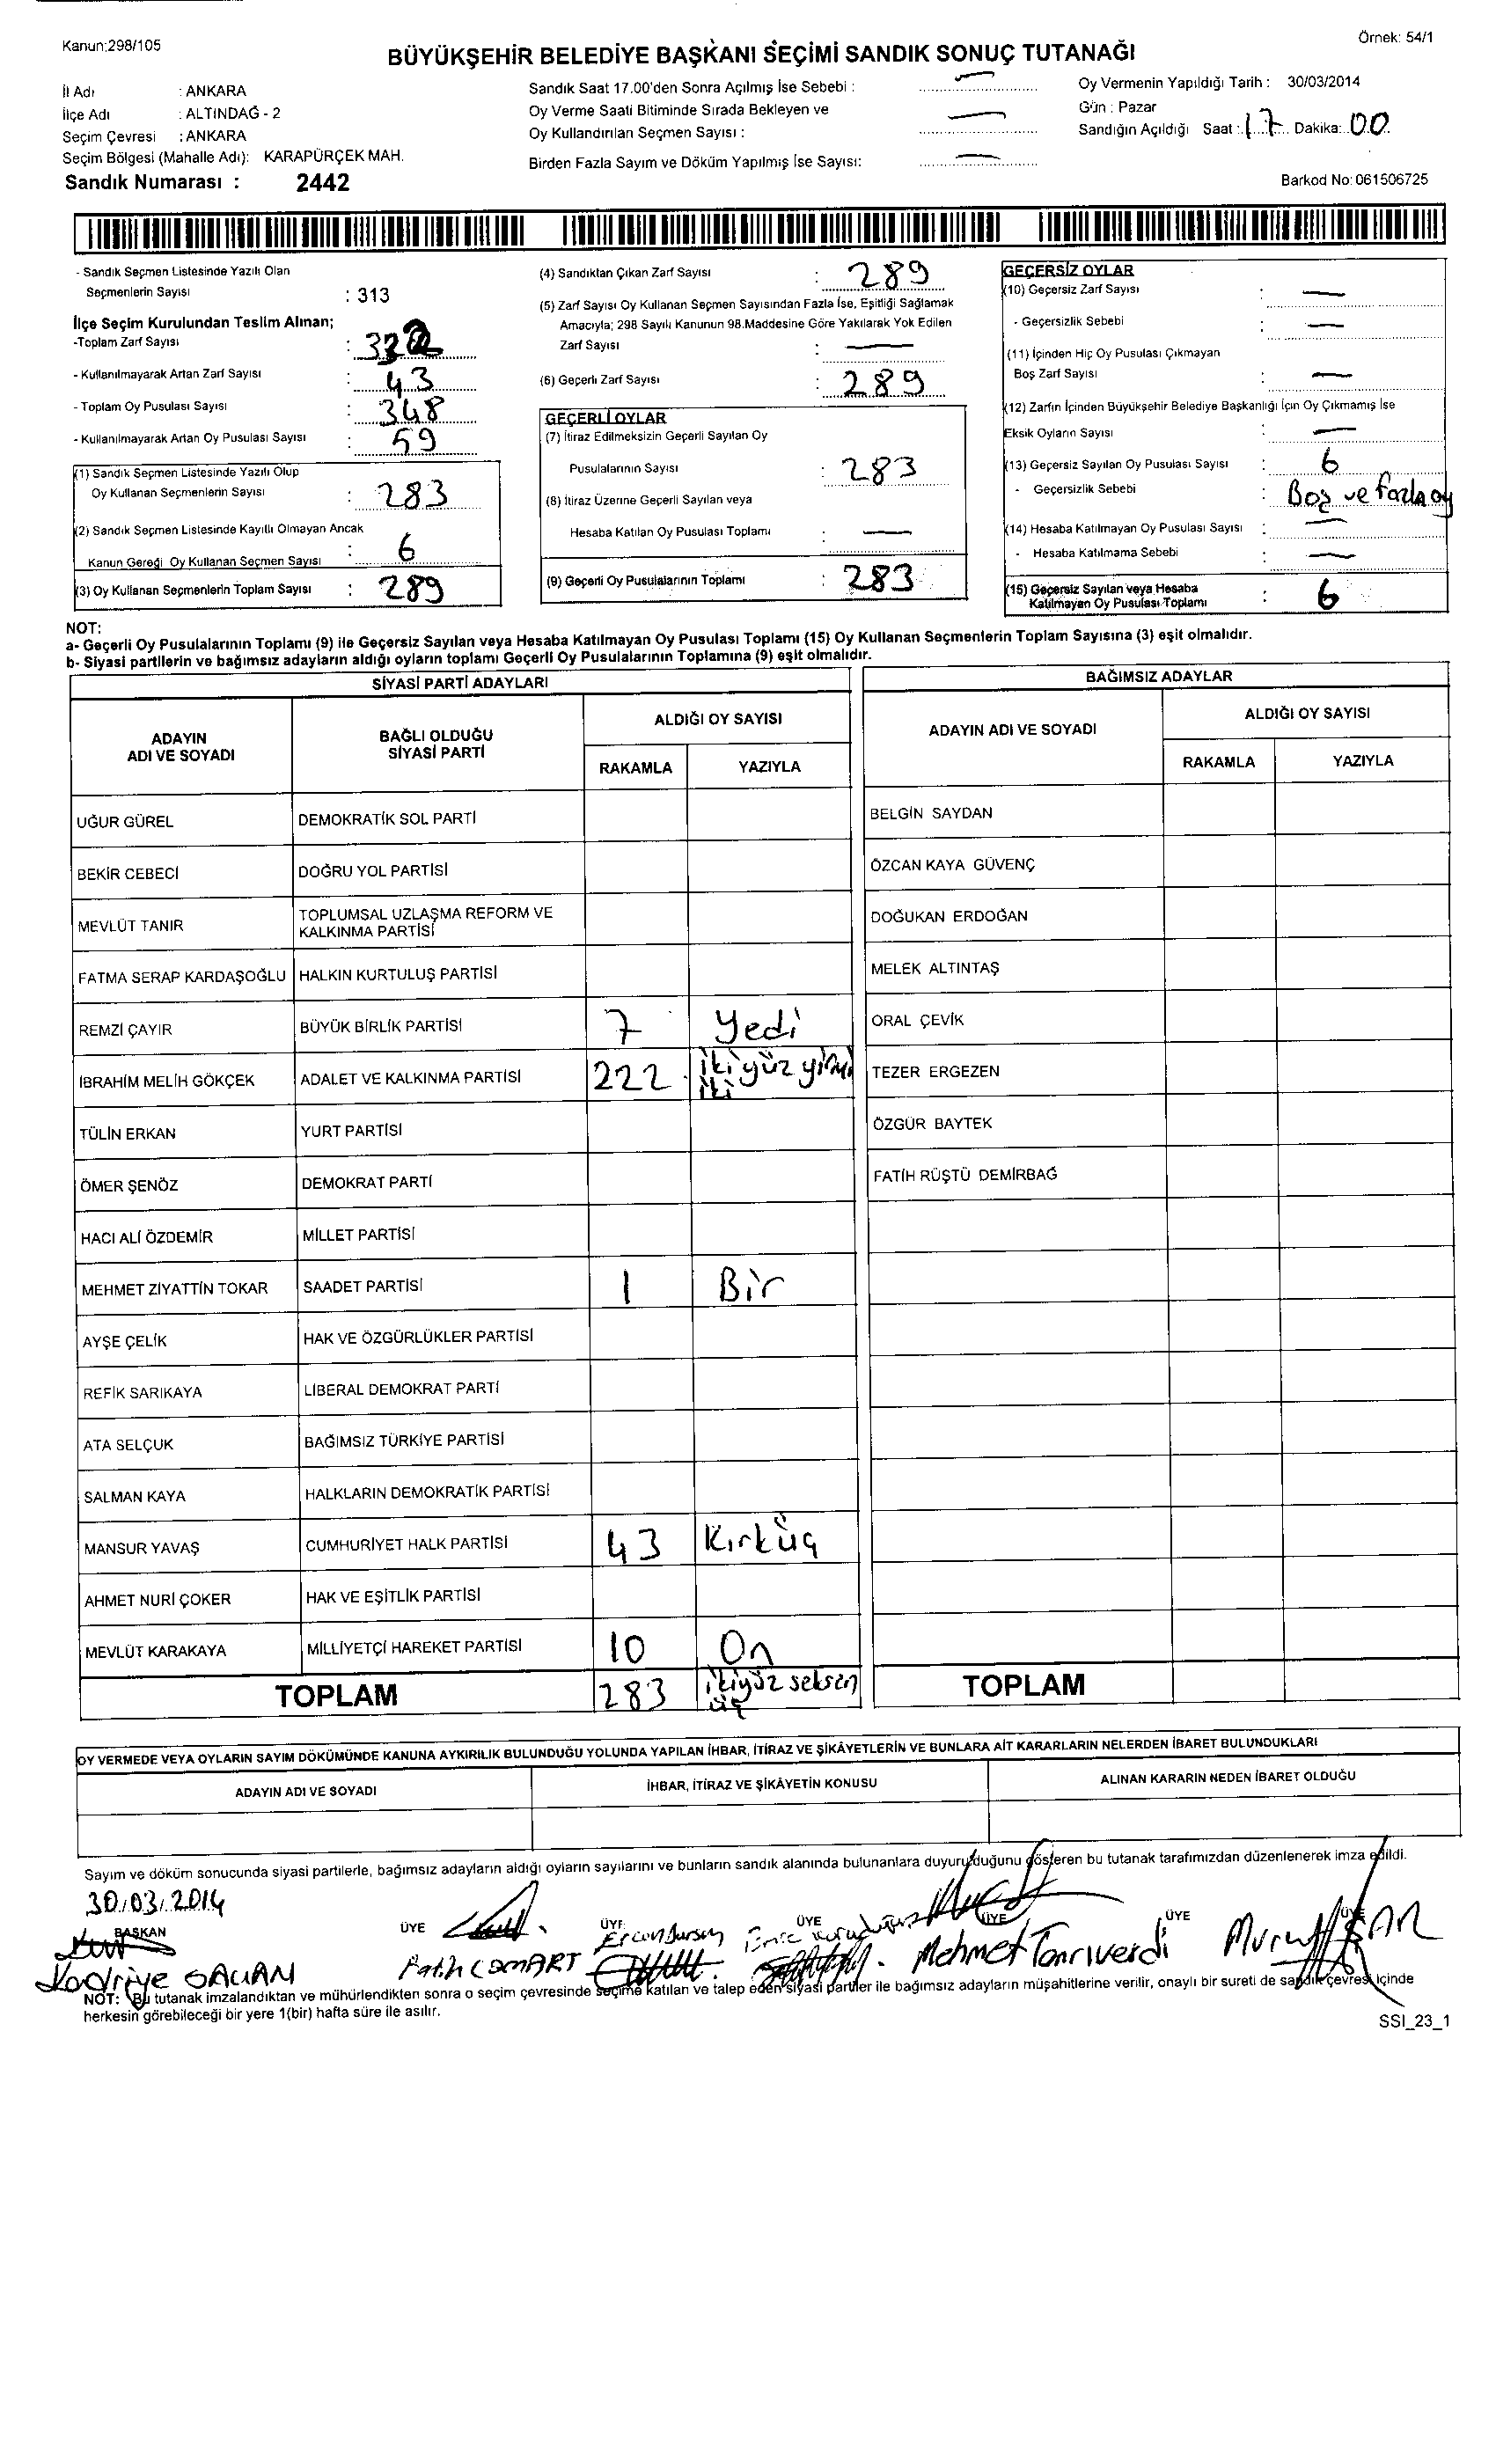 Kanun:298/105
Örnek: 54/1
BÜYÜKŞEHİR BELEDİYE BAŞKANI SEÇİMİ SANDIK SONUÇ TUTANAĞI
İl Adı : ANKARA
İlçe Adı : ALTINDAĞ - 2
Seçim Çevresi : ANKARA
Seçim Bölgesi (Mahalle Adı): KARAPÜRÇEK MAH.
Sandık Numarası : 2442
Sandık Saat 17.00'den Sonra Açılmış İse Sebebi : —
Oy Verme Saati Bitiminde Sırada Bekleyen ve
Oy Kullandırılan Seçmen Sayısı : —
Birden Fazla Sayım ve Döküm Yapılmış İse Sayısı: —
Oy Vermenin Yapıldığı Tarih : 30/03/2014
Gün : Pazar
Sandığın Açıldığı Saat : 17 Dakika: 00
Barkod No: 061506725
- Sandık Seçmen Listesinde Yazılı Olan
Seçmenlerin Sayısı : 313
İlçe Seçim Kurulundan Teslim Alınan;
-Toplam Zarf Sayısı :
- Kullanılmayarak Artan Zarf Sayısı : 43
- Toplam Oy Pusulası Sayısı : 348
- Kullanılmayarak Artan Oy Pusulası Sayısı : 59
(1) Sandık Seçmen Listesinde Yazılı Olup
Oy Kullanan Seçmenlerin Sayısı : 283
(2) Sandık Seçmen Listesinde Kayıtlı Olmayan Ancak
Kanun Gereği Oy Kullanan Seçmen Sayısı : 6
(3) Oy Kullanan Seçmenlerin Toplam Sayısı : 289
(4) Sandıktan Çıkan Zarf Sayısı : 289
(5) Zarf Sayısı Oy Kullanan Seçmen Sayısından Fazla İse, Eşitliği Sağlamak
Amacıyla; 298 Sayılı Kanunun 98.Maddesine Göre Yakılarak Yok Edilen
Zarf Sayısı : —
(6) Geçerli Zarf Sayısı : 289
GEÇERLİ OYLAR
(7) İtiraz Edilmeksizin Geçerli Sayılan Oy
Pusulalarının Sayısı : 283
(8) İtiraz Üzerine Geçerli Sayılan veya
Hesaba Katılan Oy Pusulası Toplamı : —
(9) Geçerli Oy Pusulalarının Toplamı : 283
GEÇERSİZ OYLAR
(10) Geçersiz Zarf Sayısı : —
- Geçersizlik Sebebi : —
(11) İçinden Hiç Oy Pusulası Çıkmayan
Boş Zarf Sayısı : —
(12) Zarfın İçinden Büyükşehir Belediye Başkanlığı İçin Oy Çıkmamış İse
Eksik Oyların Sayısı : —
(13) Geçersiz Sayılan Oy Pusulası Sayısı : 6
- Geçersizlik Sebebi : Boş ve fazla oy
(14) Hesaba Katılmayan Oy Pusulası Sayısı : —
- Hesaba Katılmama Sebebi : —
(15) Geçersiz Sayılan veya Hesaba
Katılmayan Oy Pusulası Toplamı : 6
NOT:
a- Geçerli Oy Pusulalarının Toplamı (9) ile Geçersiz Sayılan veya Hesaba Katılmayan Oy Pusulası Toplamı (15) Oy Kullanan Seçmenlerin Toplam Sayısına (3) eşit olmalıdır.
b- Siyasi partilerin ve bağımsız adayların aldığı oyların toplamı Geçerli Oy Pusulalarının Toplamına (9) eşit olmalıdır.
SİYASİ PARTİ ADAYLARI
ADAYIN ADI VE SOYADI
BAĞLI OLDUĞU SİYASİ PARTİ
ALDIĞI OY SAYISI
RAKAMLA YAZIYLA
UĞUR GÜREL DEMOKRATİK SOL PARTİ
BEKİR CEBECİ DOĞRU YOL PARTİSİ
MEVLÜT TANIR TOPLUMSAL UZLAŞMA REFORM VE KALKINMA PARTİSİ
FATMA SERAP KARDAŞOĞLU HALKIN KURTULUŞ PARTİSİ
REMZİ ÇAYIR BÜYÜK BİRLİK PARTİSİ 7 Yedi
İBRAHİM MELİH GÖKÇEK ADALET VE KALKINMA PARTİSİ 222 İkiyüz yirmi iki
TÜLİN ERKAN YURT PARTİSİ
ÖMER ŞENÖZ DEMOKRAT PARTİ
HACI ALİ ÖZDEMİR MİLLET PARTİSİ
MEHMET ZİYATTİN TOKAR SAADET PARTİSİ 1 Bir
AYŞE ÇELİK HAK VE ÖZGÜRLÜKLER PARTİSİ
REFİK SARIKAYA LİBERAL DEMOKRAT PARTİ
ATA SELÇUK BAĞIMSIZ TÜRKİYE PARTİSİ
SALMAN KAYA HALKLARIN DEMOKRATİK PARTİSİ
MANSUR YAVAŞ CUMHURİYET HALK PARTİSİ 43 Kırküç
AHMET NURİ ÇOKER HAK VE EŞİTLİK PARTİSİ
MEVLÜT KARAKAYA MİLLİYETÇİ HAREKET PARTİSİ 10 On
TOPLAM 283 İkiyüz seksen üç
BAĞIMSIZ ADAYLAR
ADAYIN ADI VE SOYADI
ALDIĞI OY SAYISI
RAKAMLA YAZIYLA
BELGİN SAYDAN
ÖZCAN KAYA GÜVENÇ
DOĞUKAN ERDOĞAN
MELEK ALTINTAŞ
ORAL ÇEVİK
TEZER ERGEZEN
ÖZGÜR BAYTEK
FATİH RÜŞTÜ DEMİRBAĞ
TOPLAM
OY VERMEDE VEYA OYLARIN SAYIM DÖKÜMÜNDE KANUNA AYKIRILIK BULUNDUĞU YOLUNDA YAPILAN İHBAR, İTİRAZ VE ŞİKÂYETLERİN VE BUNLARA AİT KARARLARIN NELERDEN İBARET BULUNDUKLARI
ADAYIN ADI VE SOYADI İHBAR, İTİRAZ VE ŞİKÂYETİN KONUSU ALINAN KARARIN NEDEN İBARET OLDUĞU
Sayım ve döküm sonucunda siyasi partilerle, bağımsız adayların aldığı oyların sayılarını ve bunların sandık alanında bulunanlara duyurulduğunu gösteren bu tutanak tarafımızdan düzenlenerek imza edildi.
30.03.2014
BAŞKAN ÜYE ÜYE ÜYE ÜYE ÜYE ÜYE
Ercan Dursun
Kadriye Fatih Mehmet Tanrıverdi
NOT: Bu tutanak imzalandıktan ve mühürlendikten sonra o seçim çevresinde seçime katılan ve talep eden siyasi partiler ile bağımsız adayların müşahitlerine verilir, onaylı bir sureti de sandık çevresi içinde
herkesin görebileceği bir yere 1(bir) hafta süre ile asılır.
SSI_23_1